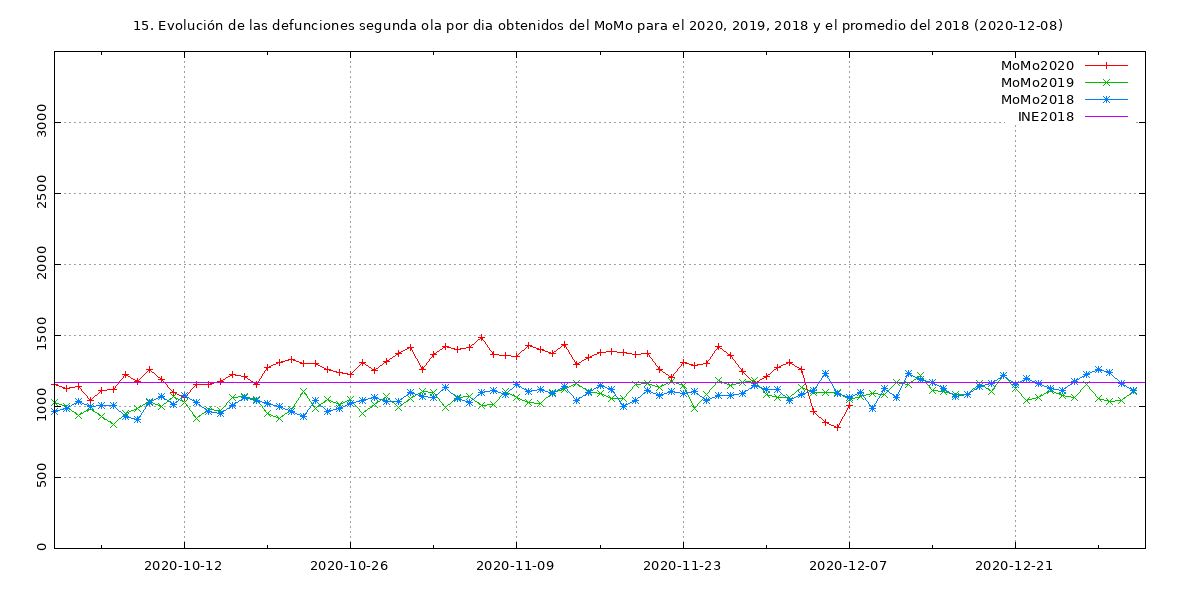 15. Evolución de las defunciones segunda ola por dia obtenidos del MoMo para el 2020, 2019, 2018 y el promedio del 2018 (2020-12-08)
MoMo2020
MoMo2019
MoMo2018
INE2018
3000
2500
2000
1500
1000
500
0
2020-10-12 2020-10-26 2020-11-09 2020-11-23 2020-12-07 2020-12-21